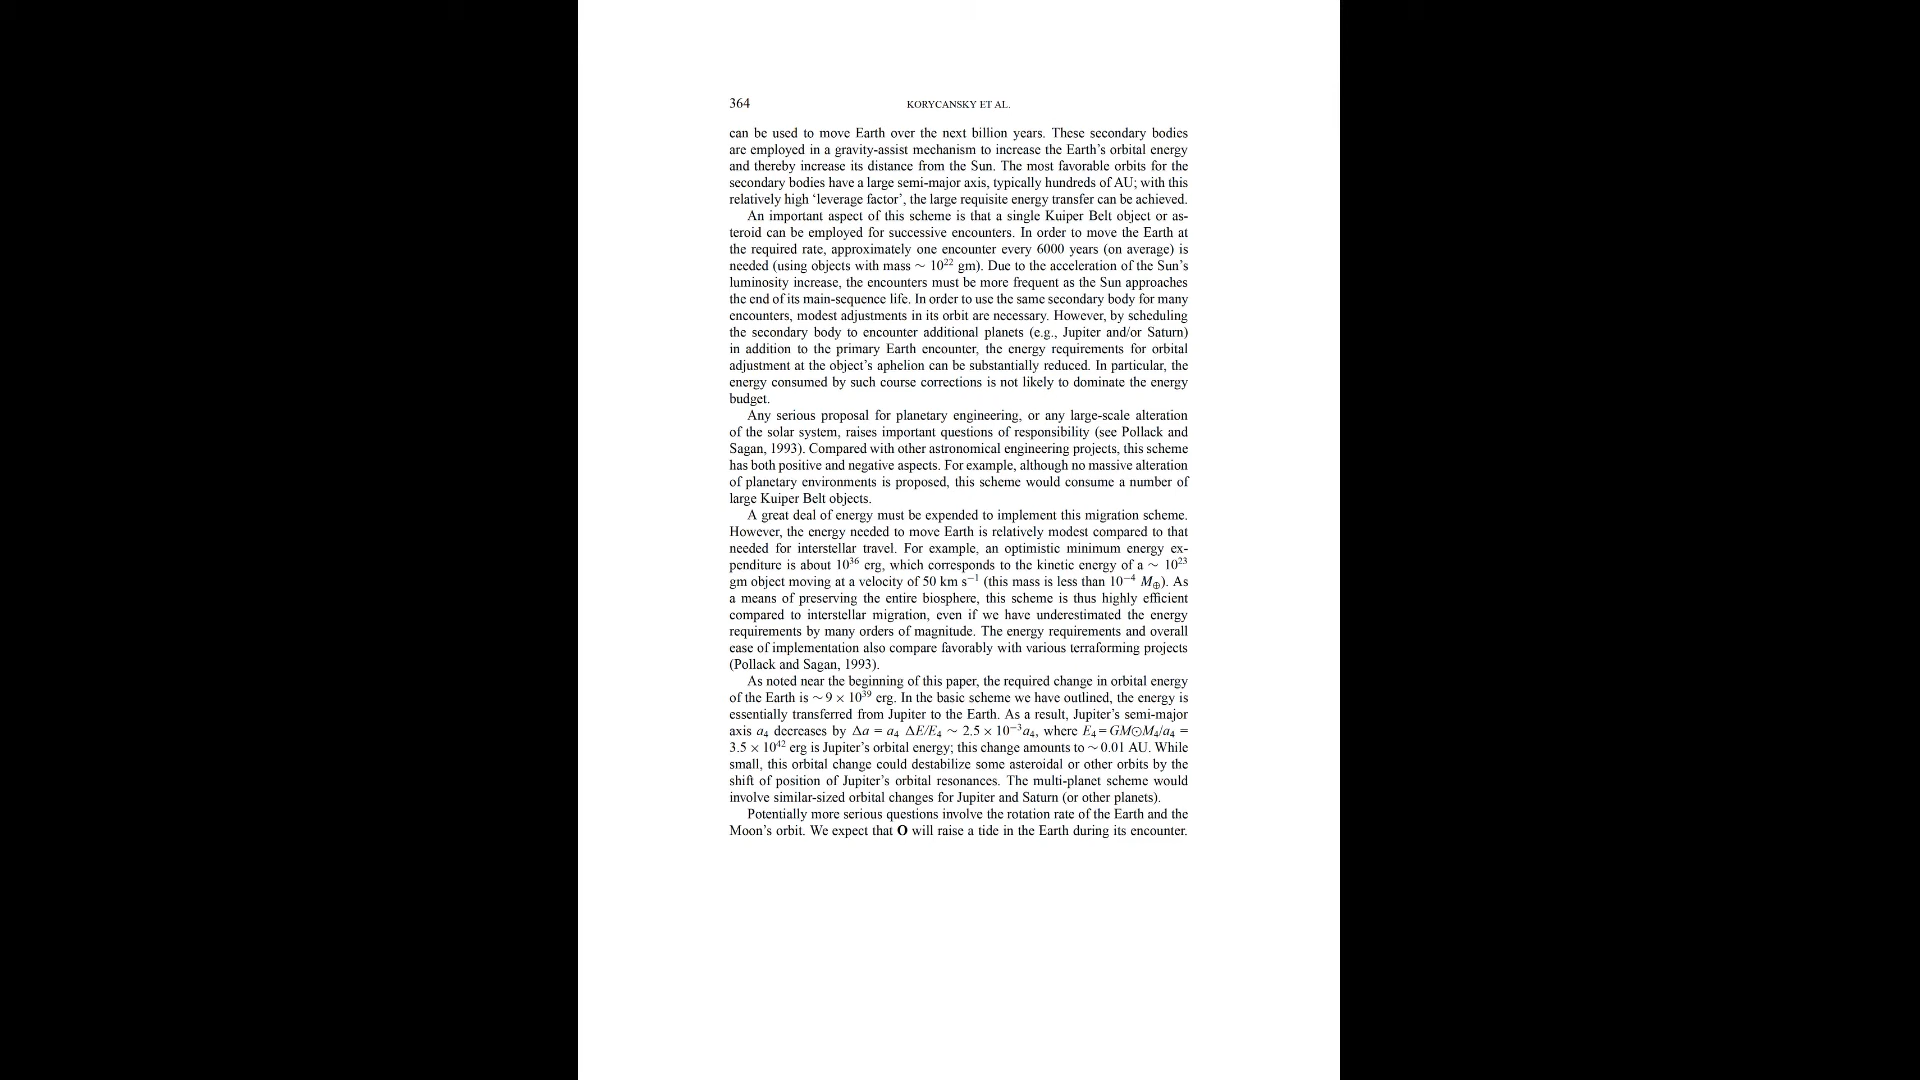 364
KORYCANSKY ET AL.
can be used to move Earth over the next billion years. These secondary bodies
are employed in a gravity-assist mechanism to increase the Earth's orbital energy
and thereby increase its distance from the Sun. The most favorable orbits for the
secondary bodies have a large semi-major axis, typically hundreds of AU; with this
relatively high ‘leverage factor’, the large requisite energy transfer can be achieved.
An important aspect of this scheme is that a single Kuiper Belt object or as-
teroid can be employed for successive encounters. In order to move the Earth at
the required rate, approximately one encounter every 6000 years (on average) is
needed (using objects with mass ∼ 10²² gm). Due to the acceleration of the Sun's
luminosity increase, the encounters must be more frequent as the Sun approaches
the end of its main-sequence life. In order to use the same secondary body for many
encounters, modest adjustments in its orbit are necessary. However, by scheduling
the secondary body to encounter additional planets (e.g., Jupiter and/or Saturn)
in addition to the primary Earth encounter, the energy requirements for orbital
adjustment at the object's aphelion can be substantially reduced. In particular, the
energy consumed by such course corrections is not likely to dominate the energy
budget.
Any serious proposal for planetary engineering, or any large-scale alteration
of the solar system, raises important questions of responsibility (see Pollack and
Sagan, 1993). Compared with other astronomical engineering projects, this scheme
has both positive and negative aspects. For example, although no massive alteration
of planetary environments is proposed, this scheme would consume a number of
large Kuiper Belt objects.
A great deal of energy must be expended to implement this migration scheme.
However, the energy needed to move Earth is relatively modest compared to that
needed for interstellar travel. For example, an optimistic minimum energy ex-
penditure is about 10³⁶ erg, which corresponds to the kinetic energy of a ∼ 10²³
gm object moving at a velocity of 50 km s⁻¹ (this mass is less than 10⁻⁴ M⊕). As
a means of preserving the entire biosphere, this scheme is thus highly efficient
compared to interstellar migration, even if we have underestimated the energy
requirements by many orders of magnitude. The energy requirements and overall
ease of implementation also compare favorably with various terraforming projects
(Pollack and Sagan, 1993).
As noted near the beginning of this paper, the required change in orbital energy
of the Earth is ∼ 9 × 10³⁹ erg. In the basic scheme we have outlined, the energy is
essentially transferred from Jupiter to the Earth. As a result, Jupiter's semi-major
axis a₄ decreases by Δa = a₄ ΔE/E₄ ∼ 2.5 × 10⁻³a₄, where E₄ = GM⊙M₄/a₄ =
3.5 × 10⁴² erg is Jupiter's orbital energy; this change amounts to ∼ 0.01 AU. While
small, this orbital change could destabilize some asteroidal or other orbits by the
shift of position of Jupiter's orbital resonances. The multi-planet scheme would
involve similar-sized orbital changes for Jupiter and Saturn (or other planets).
Potentially more serious questions involve the rotation rate of the Earth and the
Moon's orbit. We expect that O will raise a tide in the Earth during its encounter.